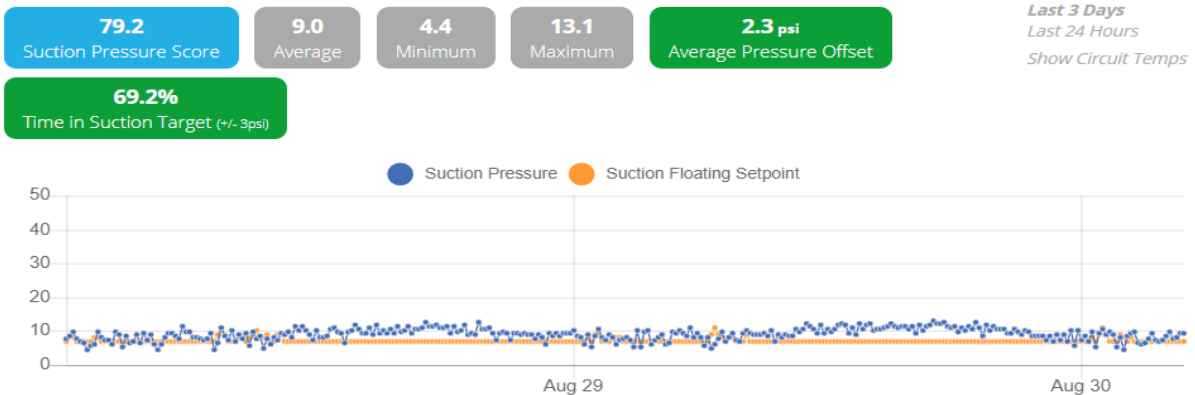 79.2
Suction Pressure Score
9.0
Average
4.4
Minimum
13.1
Maximum
2.3 psi
Average Pressure Offset
Last 3 Days
Last 24 Hours
Show Circuit Temps
69.2%
Time in Suction Target (+/- 3psi)
Suction Pressure
Suction Floating Setpoint
50
40
30
20
10
0
Aug 29
Aug 30